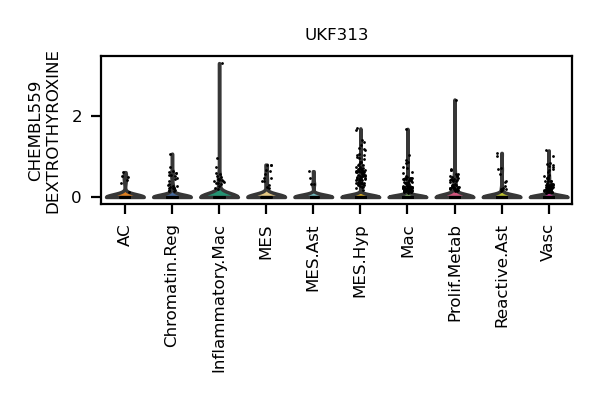 UKF313
CHEMBL559
DEXTROTHYROXINE
2
0
AC
Chromatin.Reg
Inflammatory.Mac
MES
MES.Ast
MES.Hyp
Mac
Prolif.Metab
Reactive.Ast
Vasc